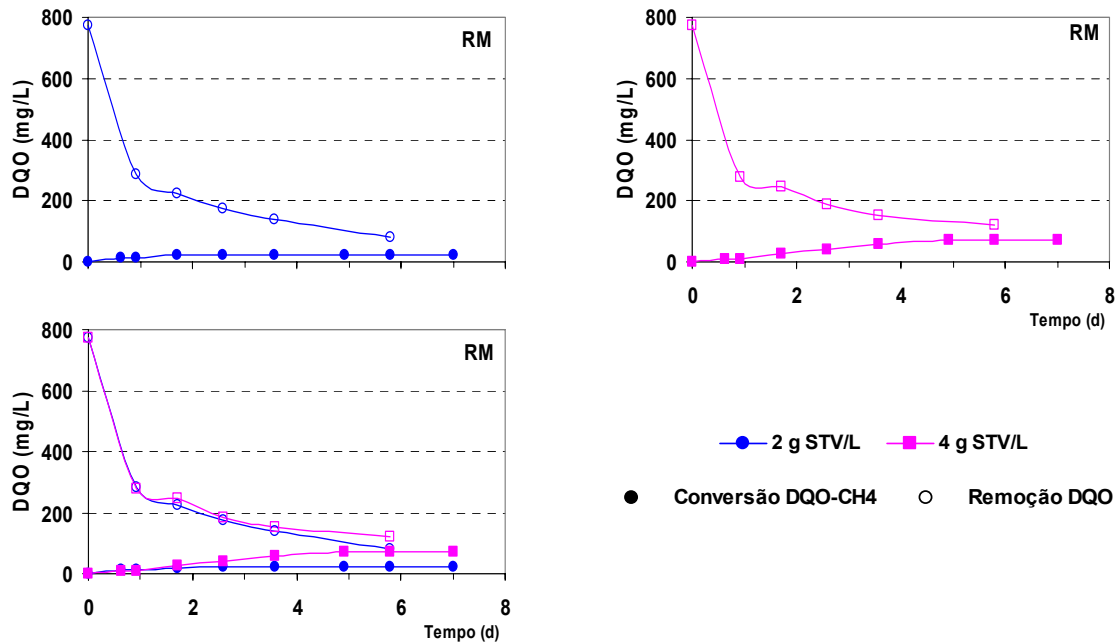 800
600
400
200
0
DQO (mg/L)
RM
800
600
400
200
0
DQO (mg/L)
RM
0 2 4 6 8
Tempo (d)
800
600
400
200
0
DQO (mg/L)
RM
0 2 4 6 8
Tempo (d)
2 g STV/L 4 g STV/L
Conversão DQO-CH4 Remoção DQO